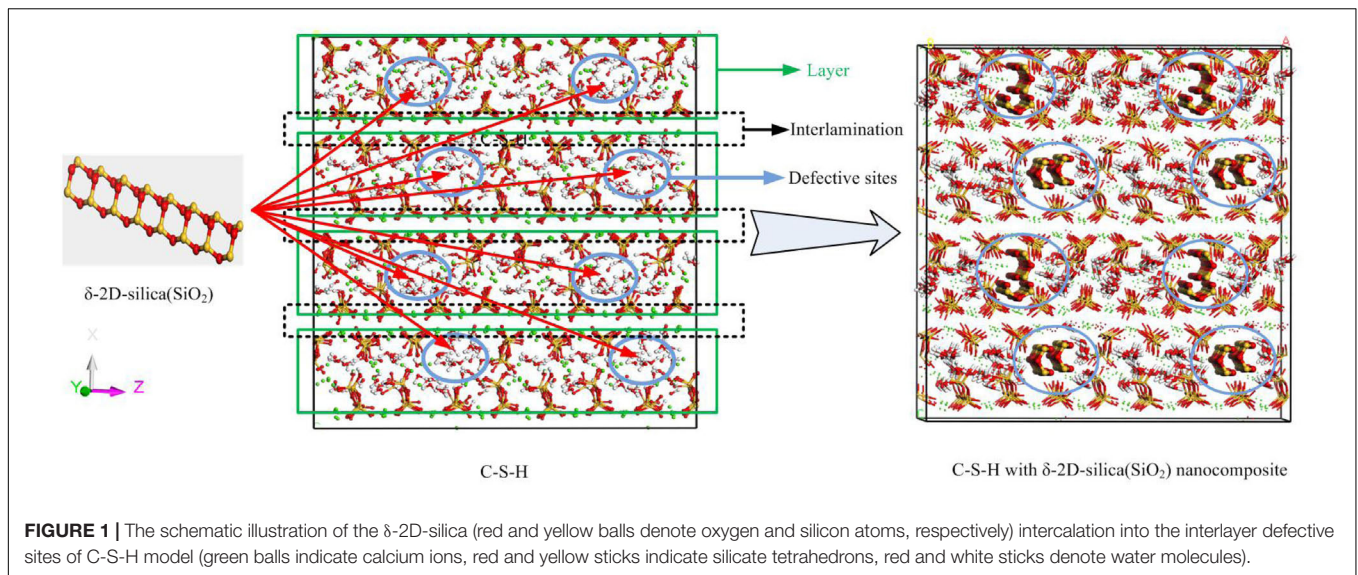 B
A
Layer
Interlamination
C-S-H
Defective sites
δ-2D-silica(SiO₂)
X
Y
Z
C-S-H
B
A
C-S-H with δ-2D-silica(SiO₂) nanocomposite
FIGURE 1 | The schematic illustration of the δ-2D-silica (red and yellow balls denote oxygen and silicon atoms, respectively) intercalation into the interlayer defective
sites of C-S-H model (green balls indicate calcium ions, red and yellow sticks indicate silicate tetrahedrons, red and white sticks denote water molecules).